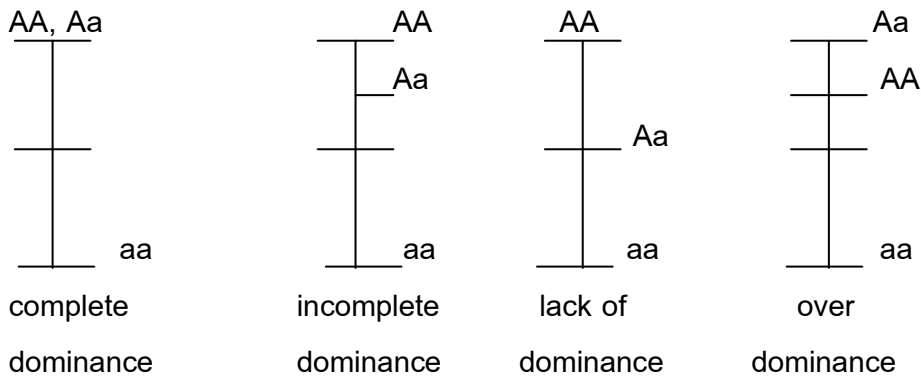 AA, Aa
AA
AA
Aa
Aa
AA
Aa
aa
aa
aa
aa
complete dominance
incomplete dominance
lack of dominance
over dominance